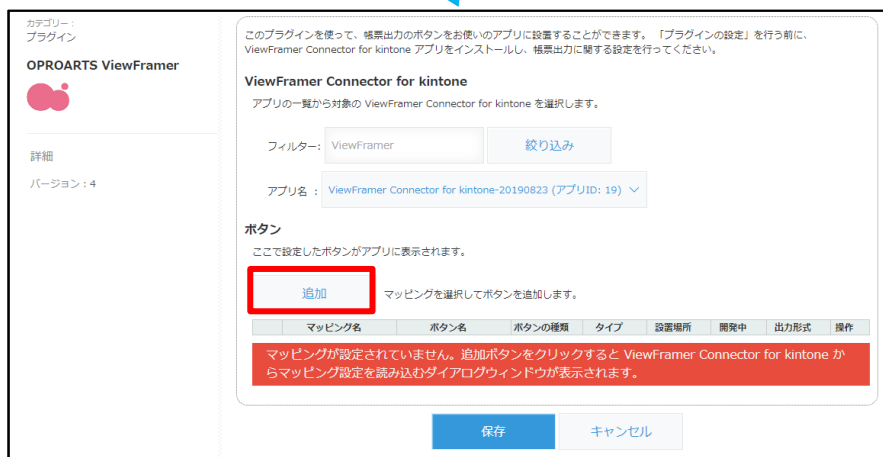 カテゴリー：
プラグイン
OPROARTS ViewFramer
詳細
バージョン：4
このプラグインを使って、帳票出力のボタンをお使いのアプリに設置することができます。「プラグインの設定」を行う前に、
ViewFramer Connector for kintone アプリをインストールし、帳票出力に関する設定を行ってください。
ViewFramer Connector for kintone
アプリの一覧から対象の ViewFramer Connector for kintone を選択します。
フィルター: ViewFramer 絞り込み
アプリ名 : ViewFramer Connector for kintone-20190823 (アプリID: 19)
ボタン
ここで設定したボタンがアプリに表示されます。
追加 マッピングを選択してボタンを追加します。
マッピング名 ボタン名 ボタンの種類 タイプ 設置場所 開発中 出力形式 操作
マッピングが設定されていません。追加ボタンをクリックすると ViewFramer Connector for kintone か
らマッピング設定を読み込むダイアログウィンドウが表示されます。
保存 キャンセル